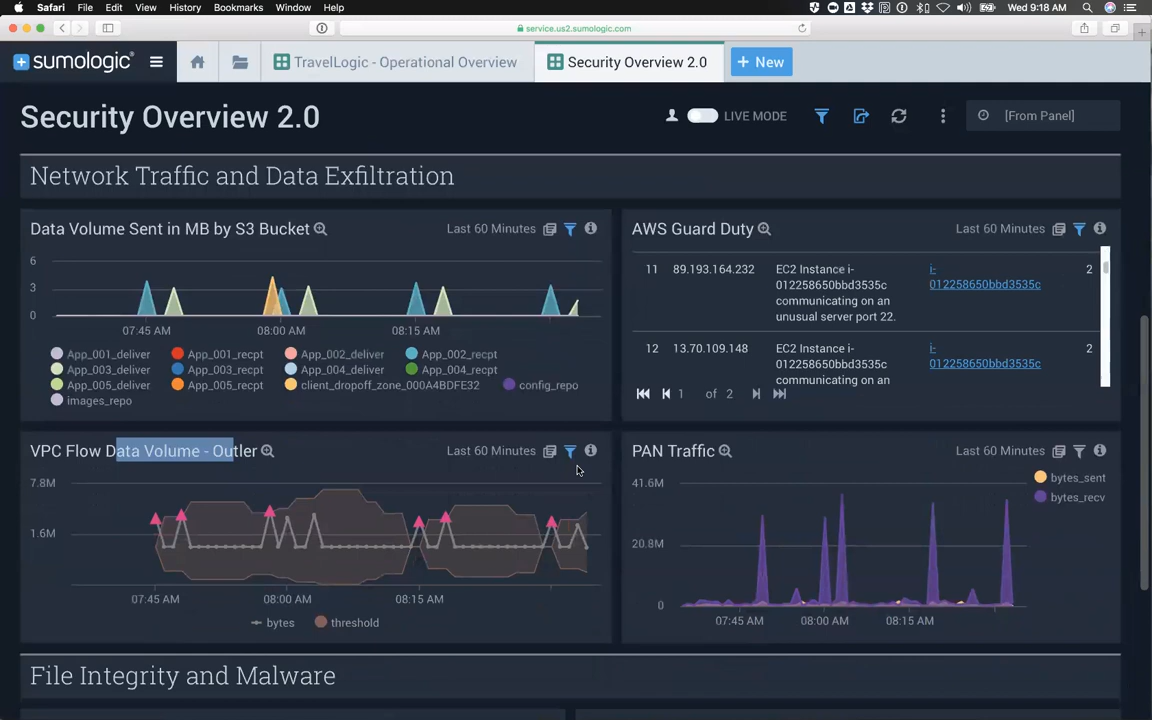 Safari File Edit View History Bookmarks Window Help Wed 9:18 AM
service.us2.sumologic.com
sumologic TravelLogic - Operational Overview Security Overview 2.0 + New
Security Overview 2.0 LIVE MODE [From Panel]
Network Traffic and Data Exfiltration
Data Volume Sent in MB by S3 Bucket Last 60 Minutes
6
3
0
07:45 AM 08:00 AM 08:15 AM
App_001_deliver App_001_recpt App_002_deliver App_002_recpt
App_003_deliver App_003_recpt App_004_deliver App_004_recpt
App_005_deliver App_005_recpt client_dropoff_zone_000A4BDFE32 config_repo
images_repo
AWS Guard Duty Last 60 Minutes
11 89.193.164.232 EC2 Instance i- i- 2
012258650bbd3535c 012258650bbd3535c
communicating on an
unusual server port 22.
12 13.70.109.148 EC2 Instance i- i- 2
012258650bbd3535c 012258650bbd3535c
communicating on an
1 of 2
VPC Flow Data Volume - Outler Last 60 Minutes
7.8M
1.6M
07:45 AM 08:00 AM 08:15 AM
bytes threshold
PAN Traffic Last 60 Minutes
41.6M
20.8M
0
07:45 AM 08:00 AM 08:15 AM
bytes_sent
bytes_recv
File Integrity and Malware